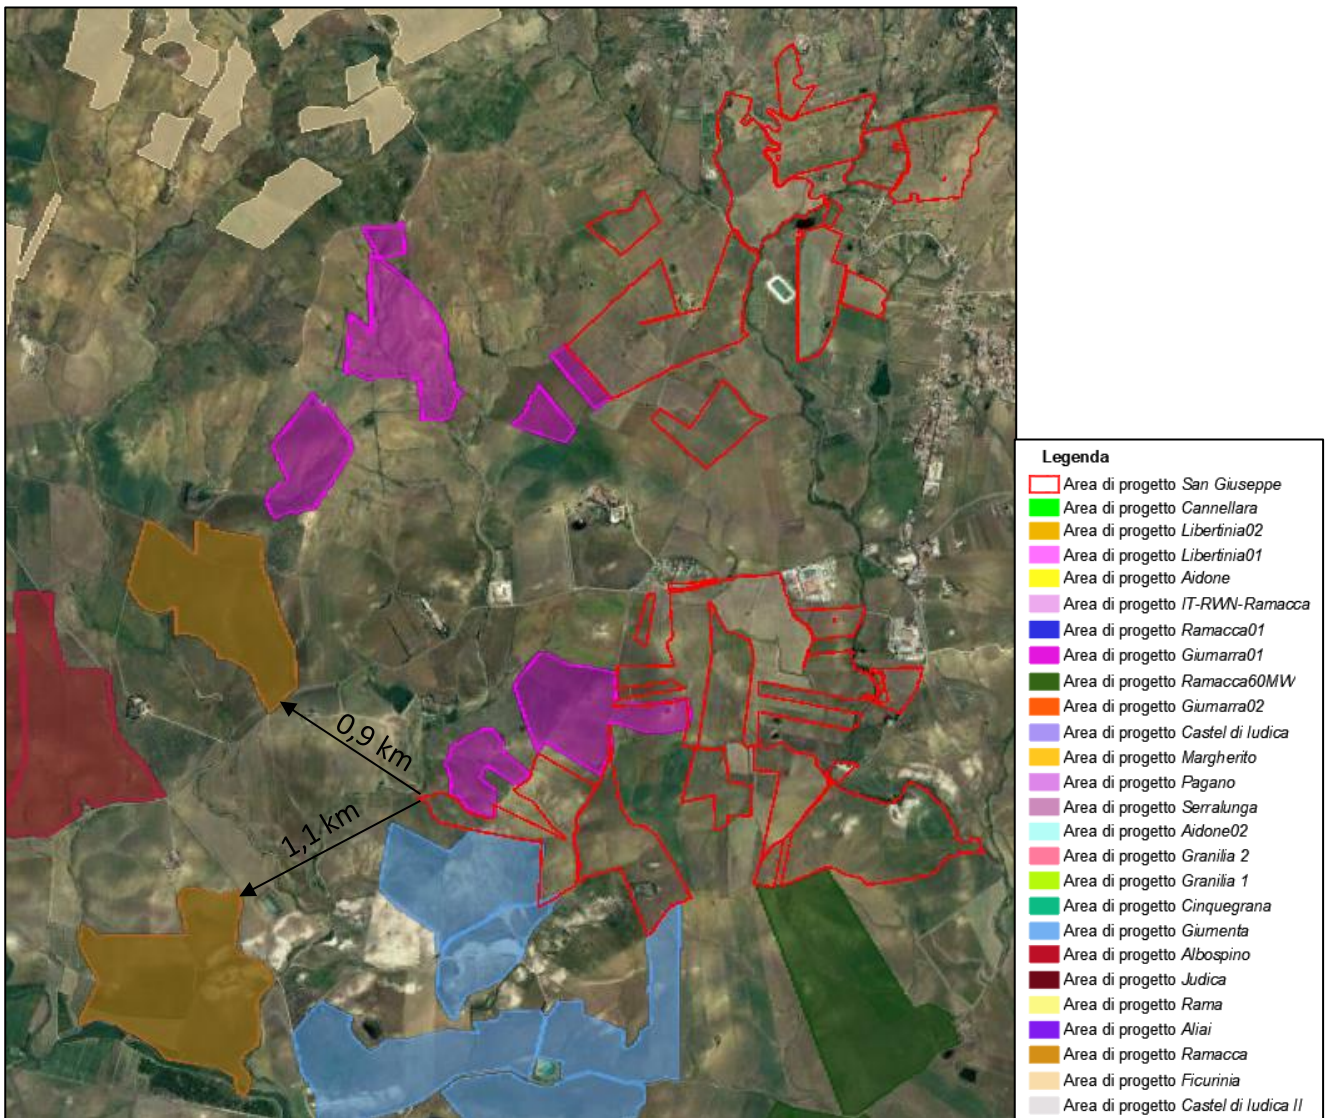 0,9 km
1,1 km
Legenda
Area di progetto San Giuseppe
Area di progetto Cannellara
Area di progetto Libertinia02
Area di progetto Libertinia01
Area di progetto Aidone
Area di progetto IT-RWN-Ramacca
Area di progetto Ramacca01
Area di progetto Giumarra01
Area di progetto Ramacca60MW
Area di progetto Giumarra02
Area di progetto Castel di Iudica
Area di progetto Margherito
Area di progetto Pagano
Area di progetto Serralunga
Area di progetto Aidone02
Area di progetto Granilia 2
Area di progetto Granilia 1
Area di progetto Cinquegrana
Area di progetto Giumenta
Area di progetto Albospino
Area di progetto Judica
Area di progetto Rama
Area di progetto Aliai
Area di progetto Ramacca
Area di progetto Ficurinia
Area di progetto Castel di Iudica II